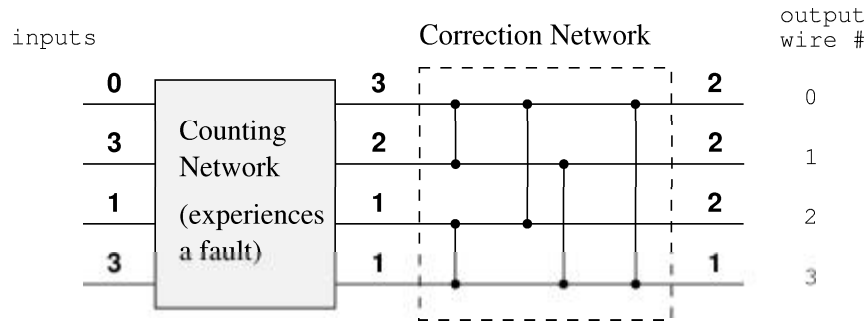 output
inputs Correction Network wire #
0 3 2 0
3 Counting 2 2 1
Network
1 (experiences 1 2 2
a fault)
3 1 1 3